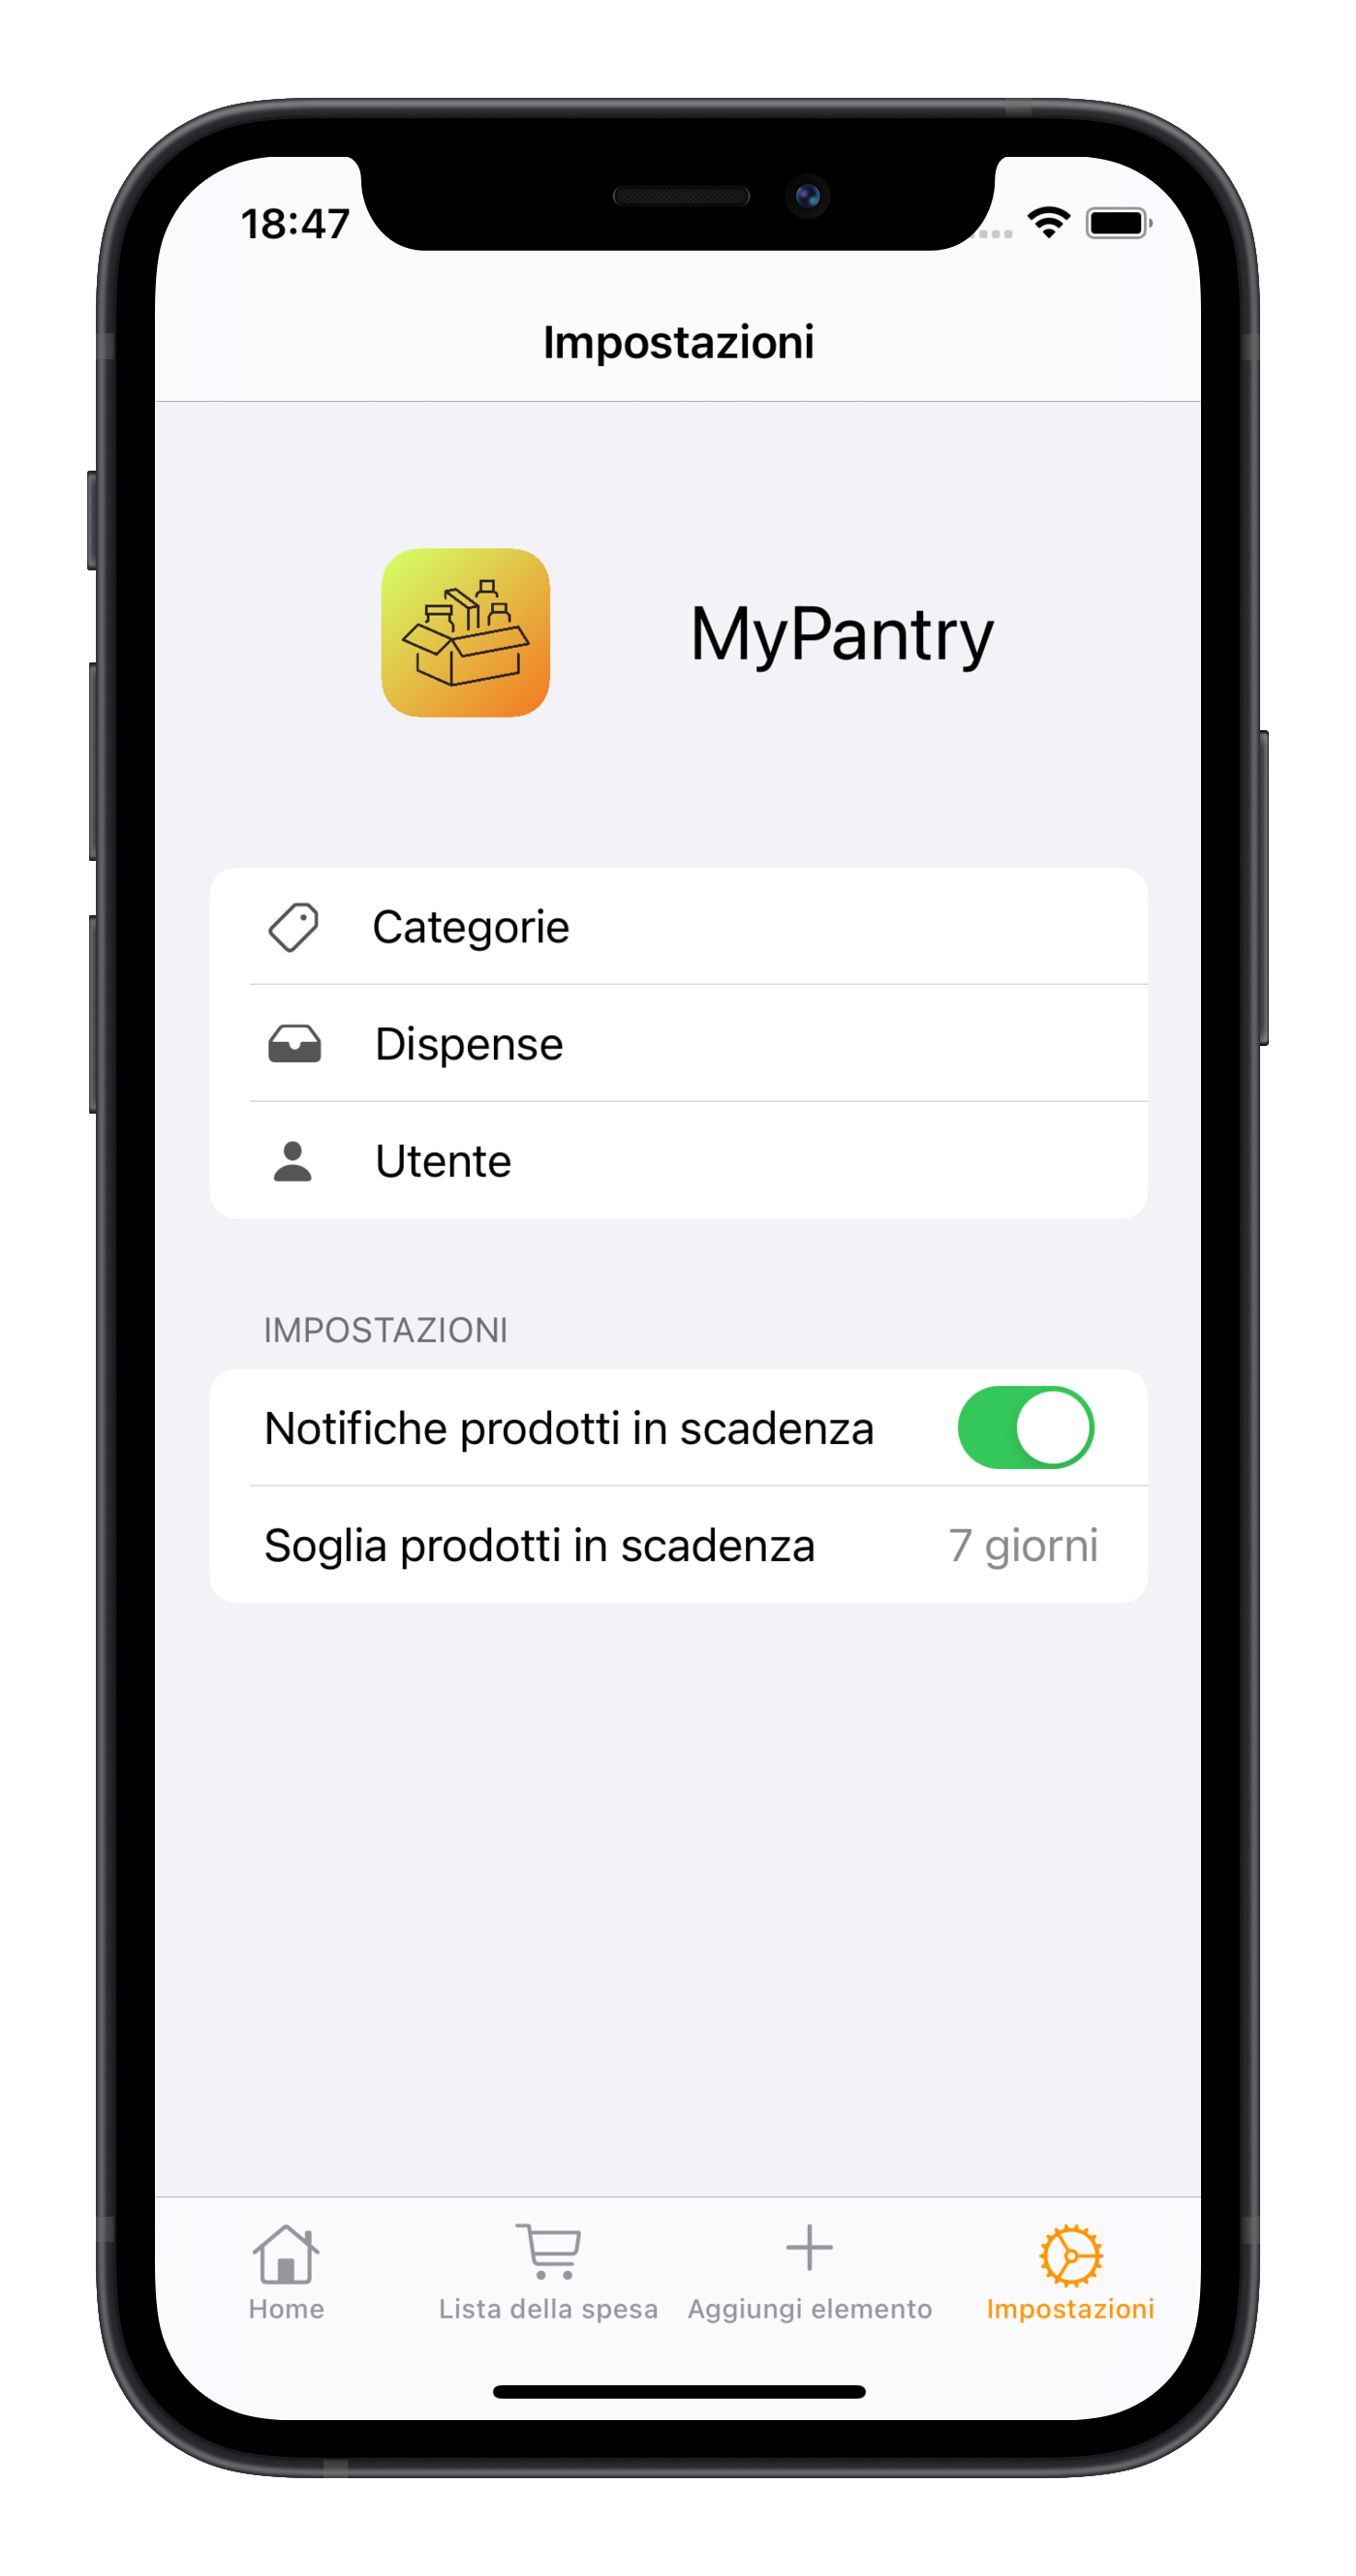 18:47
Impostazioni
MyPantry
Categorie
Dispense
Utente
IMPOSTAZIONI
Notifiche prodotti in scadenza
Soglia prodotti in scadenza 7 giorni
Home Lista della spesa Aggiungi elemento Impostazioni